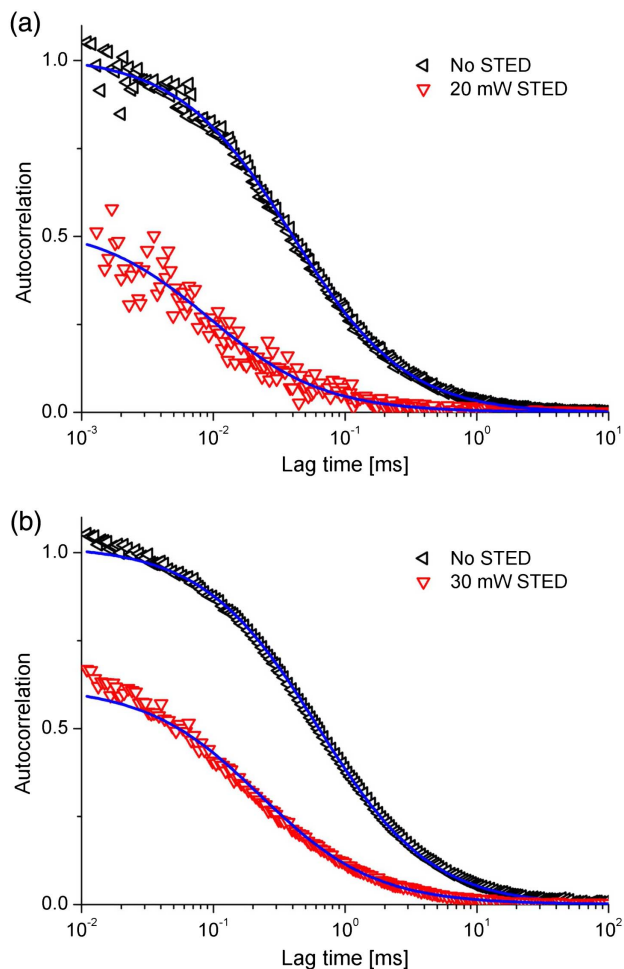 (a)
1.0
0.5
0.0
Autocorrelation
No STED
20 mW STED
10⁻³ 10⁻² 10⁻¹ 10⁰ 10¹
Lag time [ms]
(b)
1.0
0.5
0.0
Autocorrelation
No STED
30 mW STED
10⁻² 10⁻¹ 10⁰ 10¹ 10²
Lag time [ms]